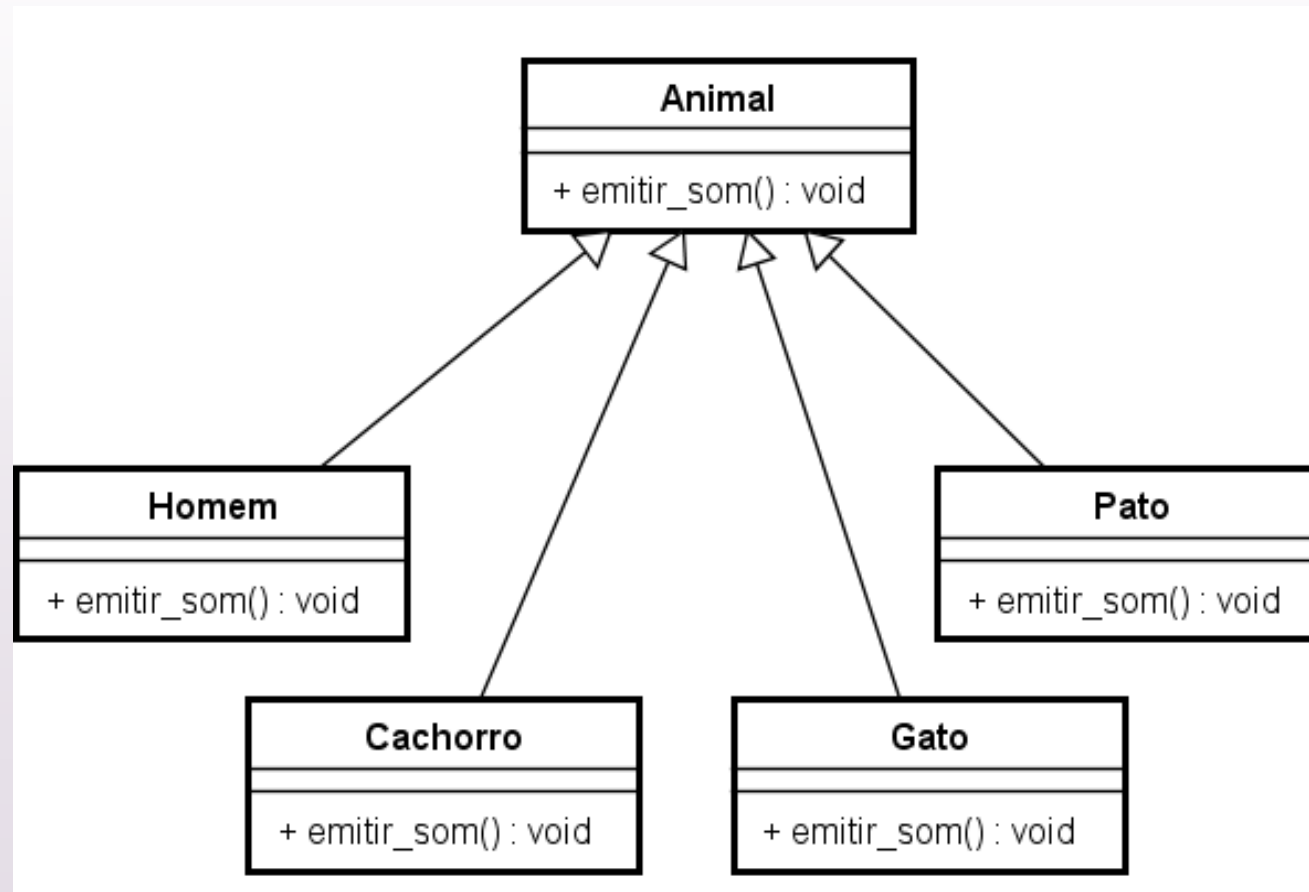 Animal
+ emitir_som() : void
Homem
+ emitir_som() : void
Pato
+ emitir_som() : void
Cachorro
+ emitir_som() : void
Gato
+ emitir_som() : void